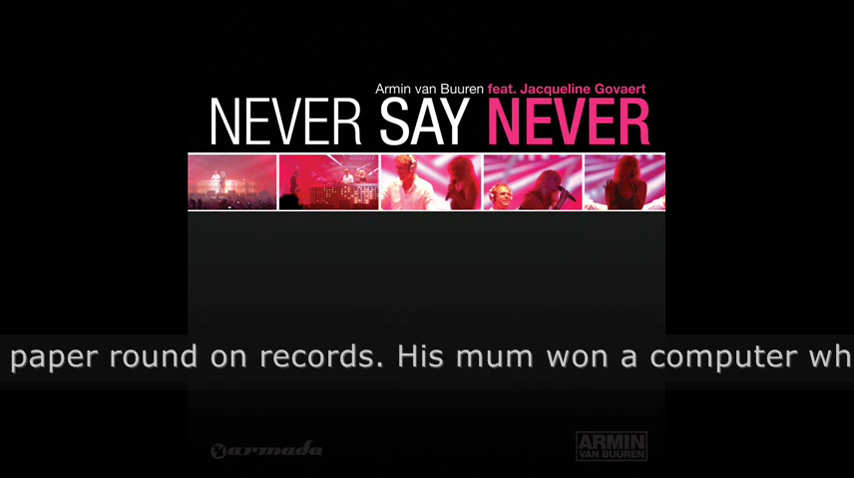 Armin van Buuren feat. Jacqueline Govaert
NEVER SAY NEVER
paper round on records. His mum won a computer wh
armada
ARMIN
VAN BUUREN